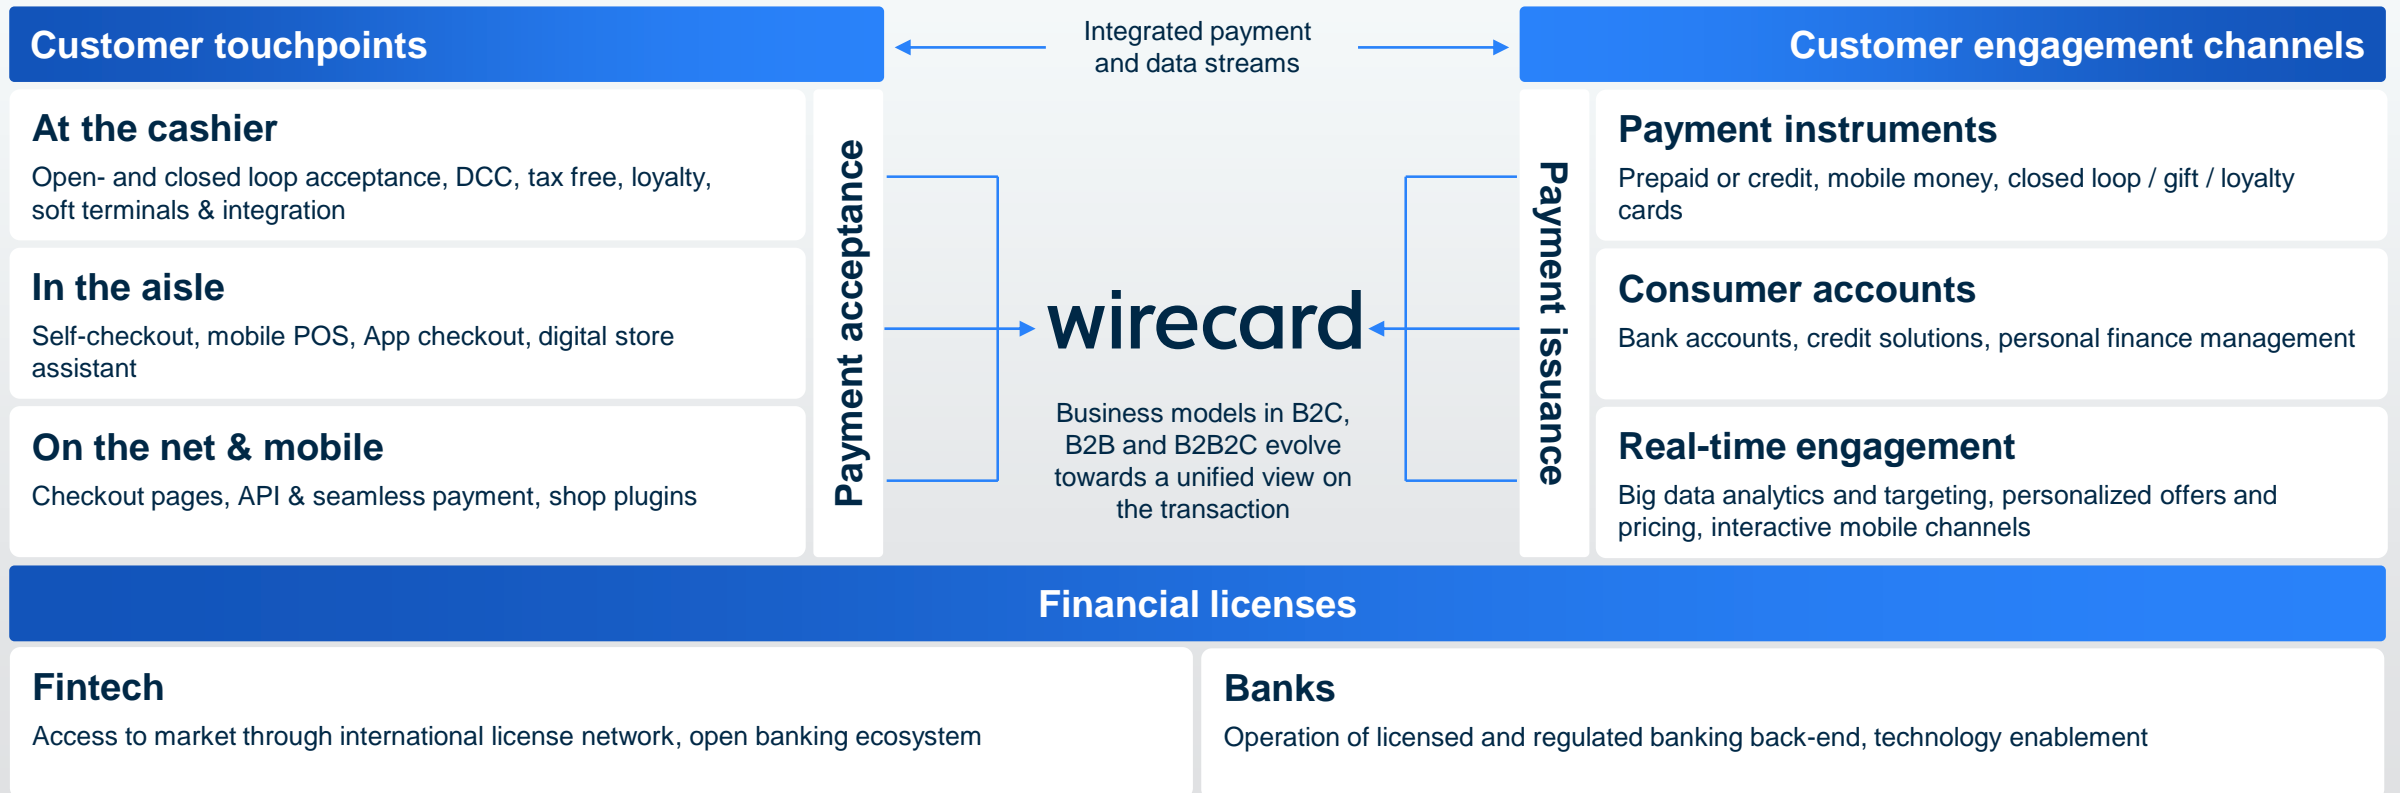 Customer touchpoints
Integrated payment
and data streams
Customer engagement channels
At the cashier
Open- and closed loop acceptance, DCC, tax free, loyalty,
soft terminals & integration
In the aisle
Self-checkout, mobile POS, App checkout, digital store
assistant
On the net & mobile
Checkout pages, API & seamless payment, shop plugins
Payment acceptance
wirecard
Business models in B2C,
B2B and B2B2C evolve
towards a unified view on
the transaction
Payment issuance
Payment instruments
Prepaid or credit, mobile money, closed loop / gift / loyalty
cards
Consumer accounts
Bank accounts, credit solutions, personal finance management
Real-time engagement
Big data analytics and targeting, personalized offers and
pricing, interactive mobile channels
Financial licenses
Fintech
Access to market through international license network, open banking ecosystem
Banks
Operation of licensed and regulated banking back-end, technology enablement